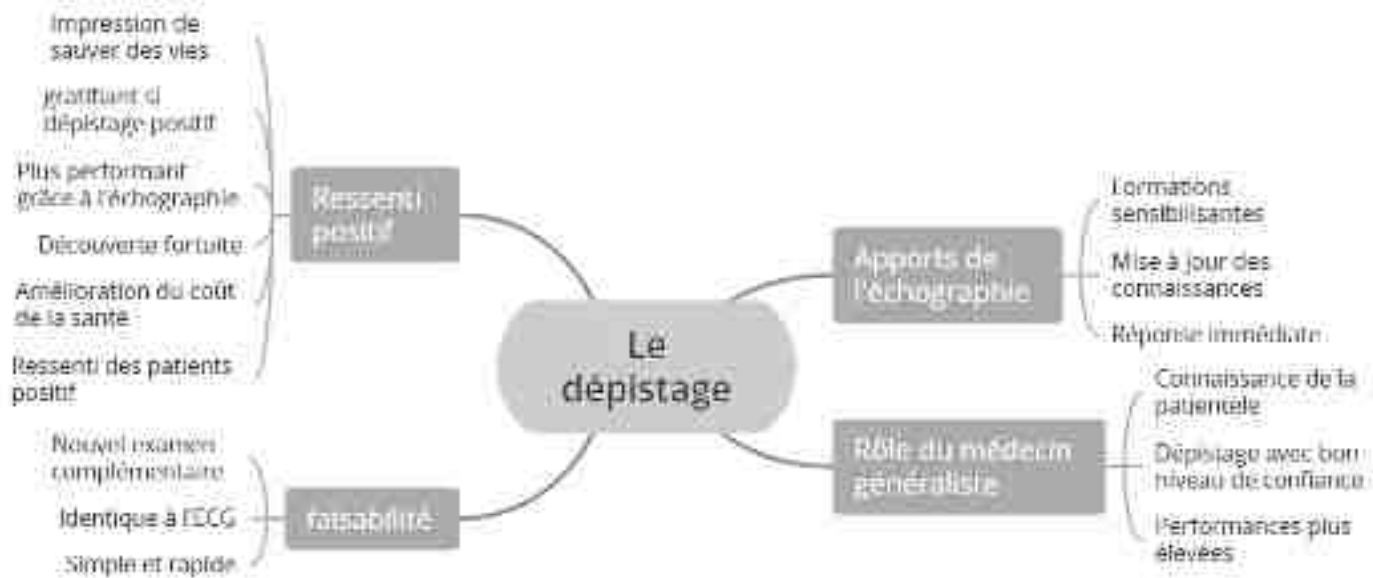 Impression de
sauver des vies
gratifiant si
dépistage positif
Plus performant
grâce à l'échographie
Découverte fortuite
Amélioration du coût
de la santé
Ressenti des patients
positif
Ressenti
positif
Nouvel examen
complémentaire
Identique à l'ECG
Simple et rapide
faisabilité
Le
dépistage
Apports de
l'échographie
Formations
sensibilisantes
Mise à jour des
connaissances
Réponse immédiate
Rôle du médecin
généraliste
Connaissance de la
patientèle
Dépistage avec bon
niveau de confiance
Performances plus
élevées